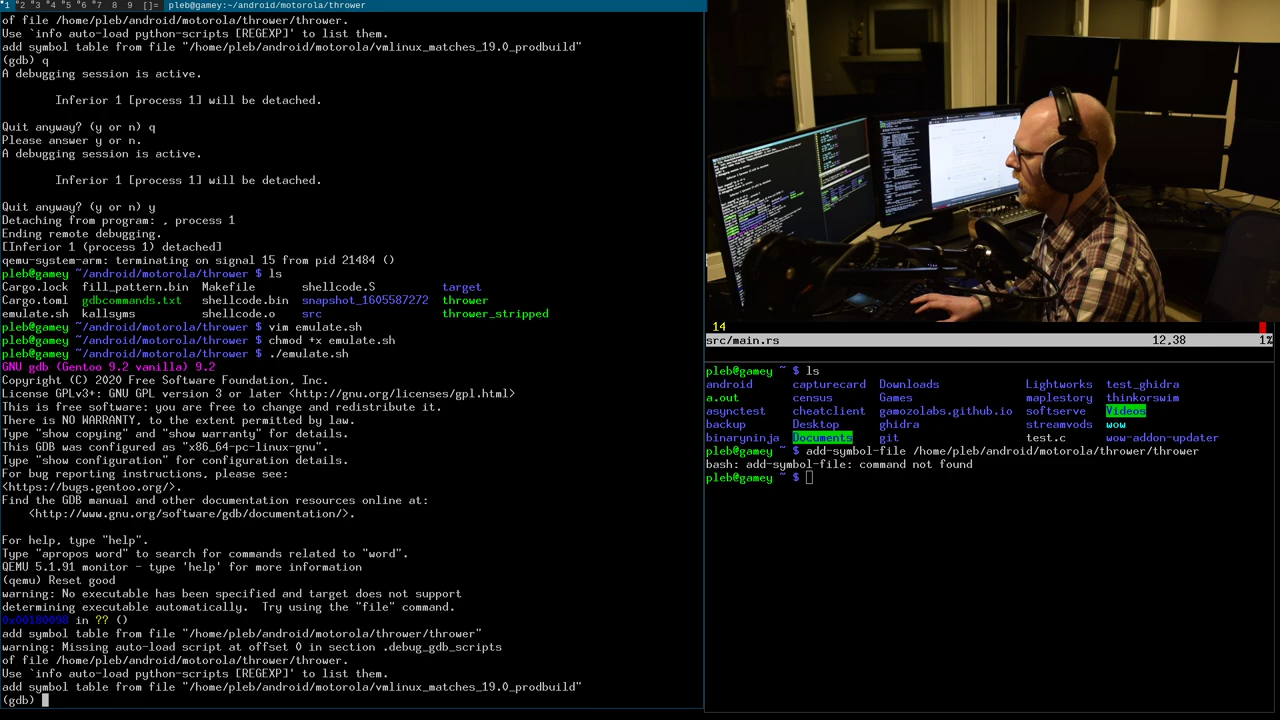 1 2 3 4 5 6 7 8 9 []= pleb@gamey:~/android/motorola/thrower
of file /home/pleb/android/motorola/thrower/thrower.
Use `info auto-load python-scripts [REGEXP]' to list them.
add symbol table from file "/home/pleb/android/motorola/vmlinux_matches_19.0_prodbuild"
(gdb) q
A debugging session is active.
Inferior 1 [process 1] will be detached.
Quit anyway? (y or n) q
Please answer y or n.
A debugging session is active.
Inferior 1 [process 1] will be detached.
Quit anyway? (y or n) y
Detaching from program: , process 1
Ending remote debugging.
[Inferior 1 (process 1) detached]
qemu-system-arm: terminating on signal 15 from pid 21484 ()
pleb@gamey ~/android/motorola/thrower $ ls
Cargo.lock fill_pattern.bin Makefile shellcode.S target
Cargo.toml gdbcommands.txt shellcode.bin snapshot_1605587272 thrower
emulate.sh kallsyms shellcode.o src thrower_stripped
pleb@gamey ~/android/motorola/thrower $ vim emulate.sh
pleb@gamey ~/android/motorola/thrower $ chmod +x emulate.sh
pleb@gamey ~/android/motorola/thrower $ ./emulate.sh
GNU gdb (Gentoo 9.2 vanilla) 9.2
Copyright (C) 2020 Free Software Foundation, Inc.
License GPLv3+: GNU GPL version 3 or later <http://gnu.org/licenses/gpl.html>
This is free software: you are free to change and redistribute it.
There is NO WARRANTY, to the extent permitted by law.
Type "show copying" and "show warranty" for details.
This GDB was configured as "x86_64-pc-linux-gnu".
Type "show configuration" for configuration details.
For bug reporting instructions, please see:
<https://bugs.gentoo.org/>.
Find the GDB manual and other documentation resources online at:
<http://www.gnu.org/software/gdb/documentation/>.
For help, type "help".
Type "apropos word" to search for commands related to "word".
QEMU 5.1.91 monitor - type 'help' for more information
(qemu) Reset good
warning: No executable has been specified and target does not support
determining executable automatically. Try using the "file" command.
0x00180098 in ?? ()
add symbol table from file "/home/pleb/android/motorola/thrower/thrower"
warning: Missing auto-load script at offset 0 in section .debug_gdb_scripts
of file /home/pleb/android/motorola/thrower/thrower.
Use `info auto-load python-scripts [REGEXP]' to list them.
add symbol table from file "/home/pleb/android/motorola/vmlinux_matches_19.0_prodbuild"
(gdb)
14
src/main.rs 12,38 1%
pleb@gamey ~ $ ls
android capturecard Downloads Lightworks test_ghidra
a.out census Games maplestory thinkorswim
asynctest cheatclient gamozolabs.github.io softserve Videos
backup Desktop ghidra streamvods wow
binaryninja Documents git test.c wow-addon-updater
pleb@gamey ~ $ add-symbol-file /home/pleb/android/motorola/thrower/thrower
bash: add-symbol-file: command not found
pleb@gamey ~ $